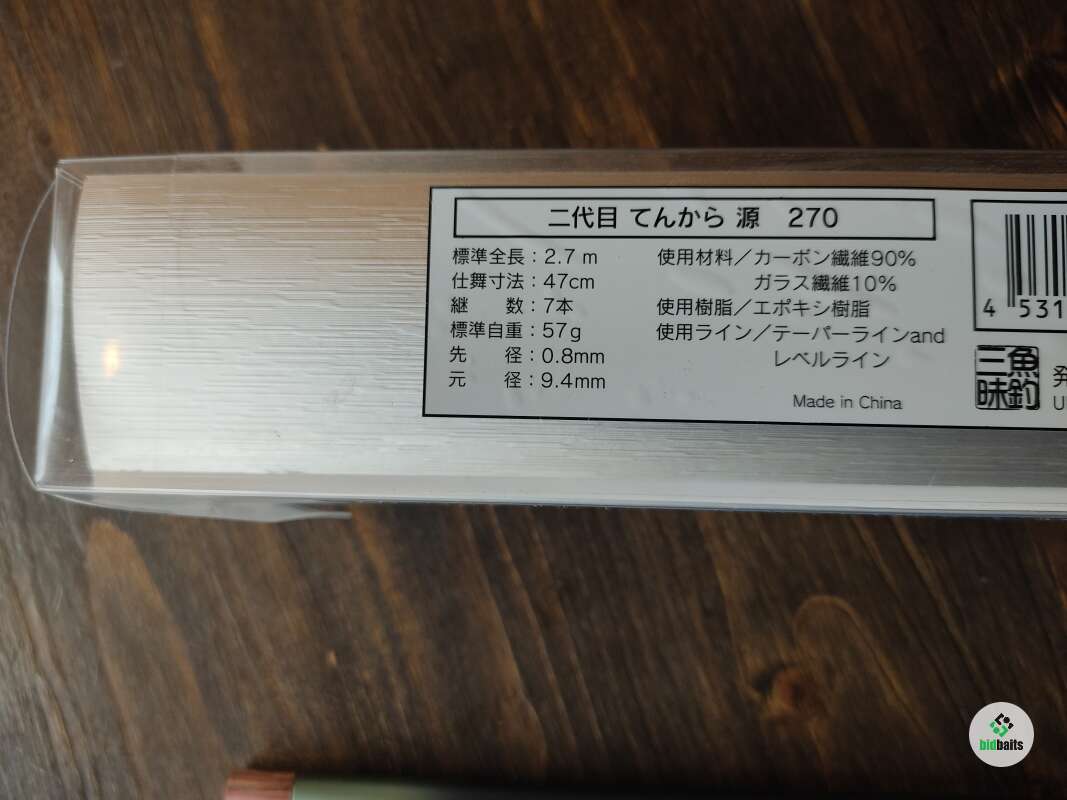 二代目 てんから 源 270
標準全長：2.7 m
仕舞寸法：47cm
継 数：7本
標準自重：57g
先 径：0.8mm
元 径：9.4mm
使用材料／カーボン繊維90%
ガラス繊維10%
使用樹脂／エポキシ樹脂
使用ライン／テーパーラインand
レベルライン
Made in China
4 531
三魚
味釣
発
bidbaits